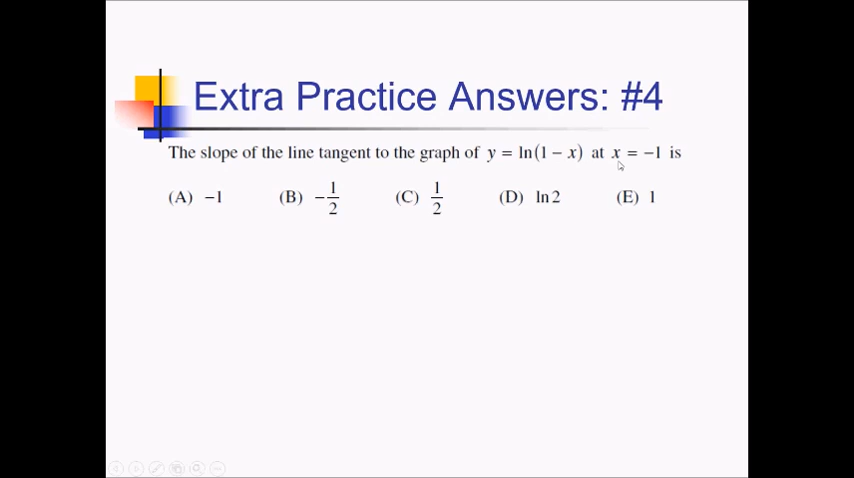 Extra Practice Answers: #4
The slope of the line tangent to the graph of y = ln(1 − x) at x = −1 is
(A) −1 (B) −1/2 (C) 1/2 (D) ln 2 (E) 1